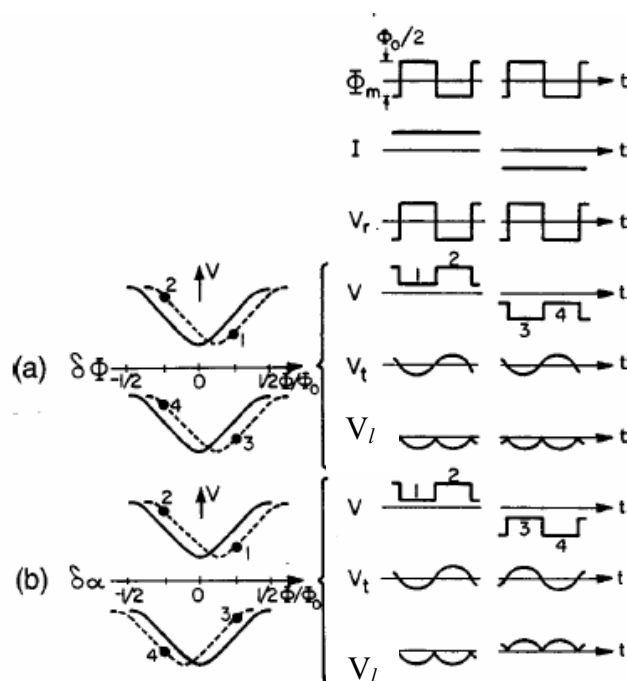 Φ₀/2
Φₘ t t
I t
Vᵣ t
2 V V 1 2 t
1 3 4
(a) δΦ -1/2 0 1/2 Φ/Φ₀ Vₜ t
4 3
Vₗ t
2 V V 1 2 t
1 3 4
(b) δα -1/2 0 1/2 Φ/Φ₀ Vₜ t
3
4 Vₗ t